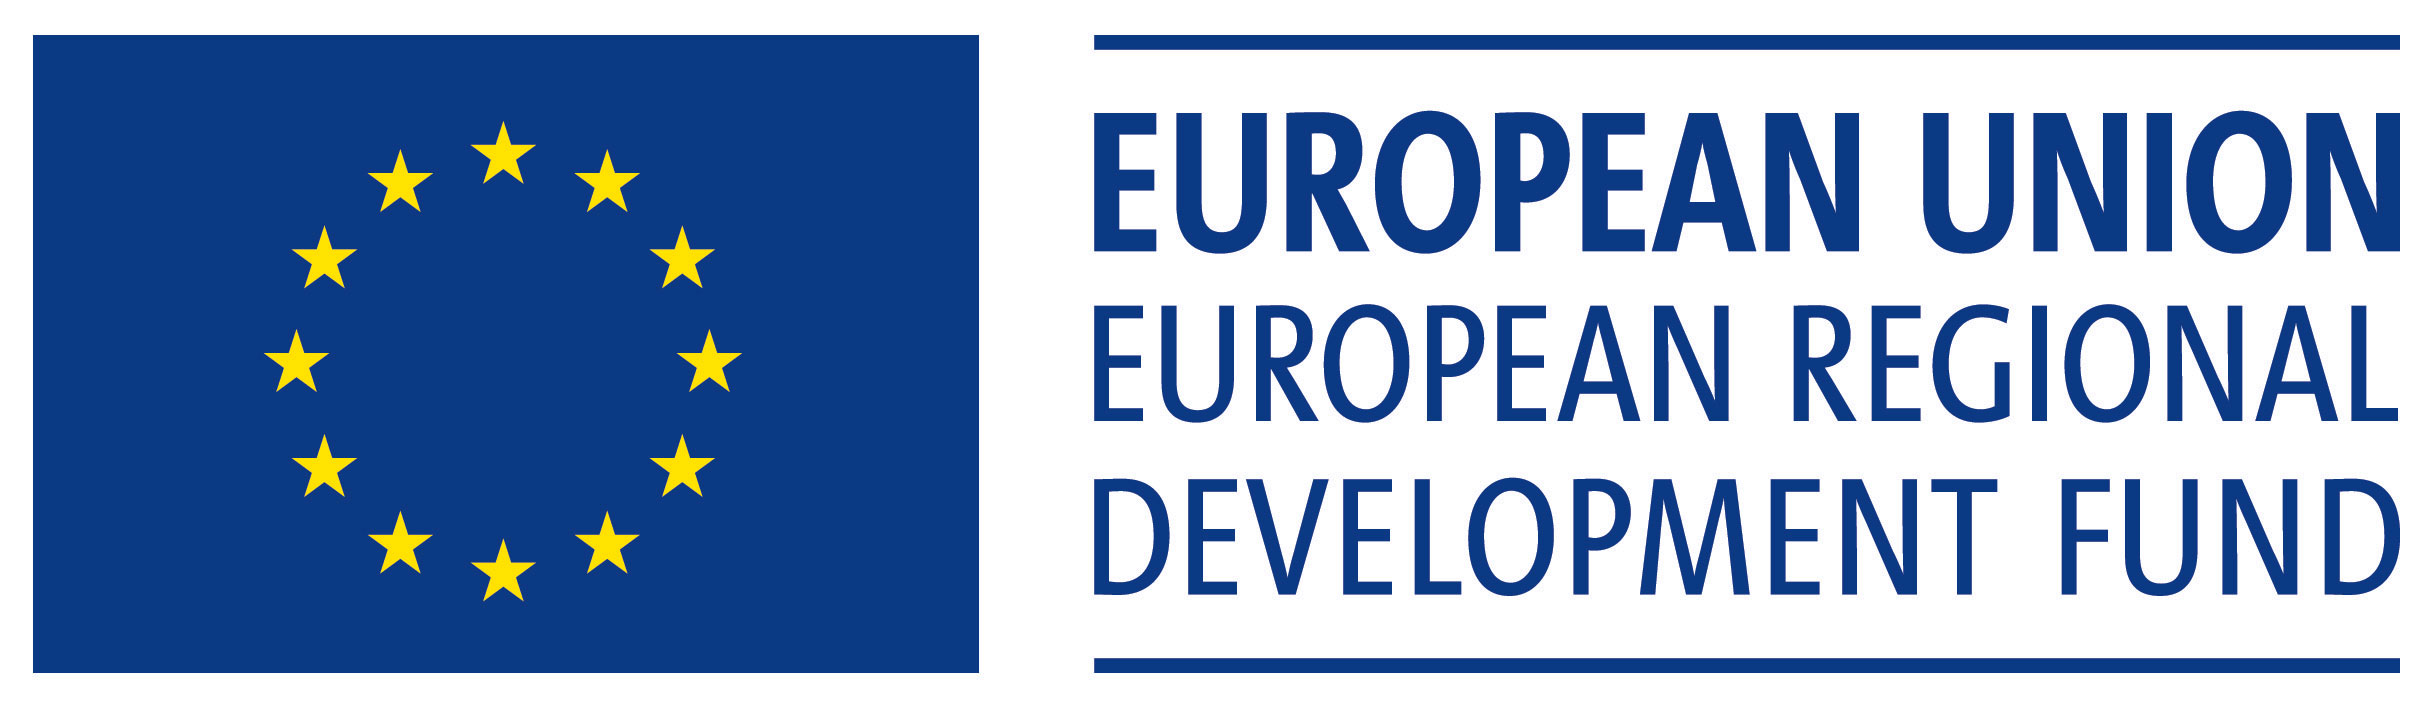 EUROPEAN UNION
EUROPEAN REGIONAL
DEVELOPMENT FUND